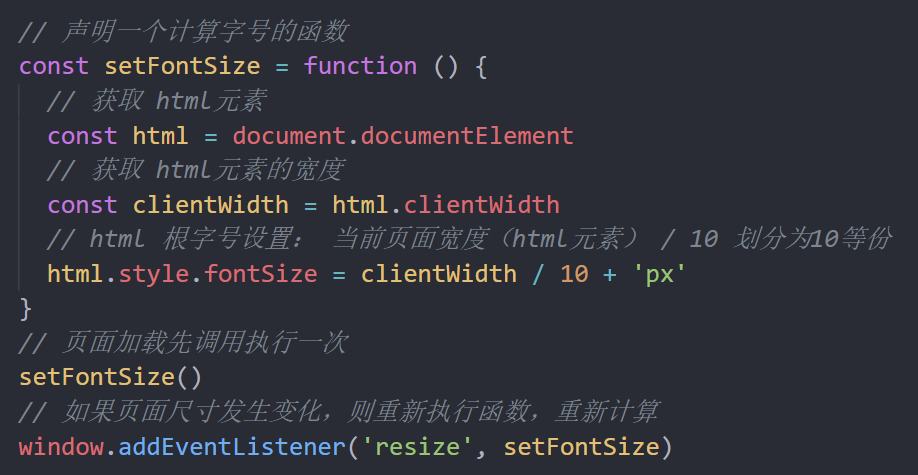 // 声明一个计算字号的函数
const setFontSize = function () {
// 获取 html元素
const html = document.documentElement
// 获取 html元素的宽度
const clientWidth = html.clientWidth
// html 根字号设置： 当前页面宽度（html元素） / 10 划分为10等份
html.style.fontSize = clientWidth / 10 + 'px'
}
// 页面加载先调用执行一次
setFontSize()
// 如果页面尺寸发生变化，则重新执行函数，重新计算
window.addEventListener('resize', setFontSize)